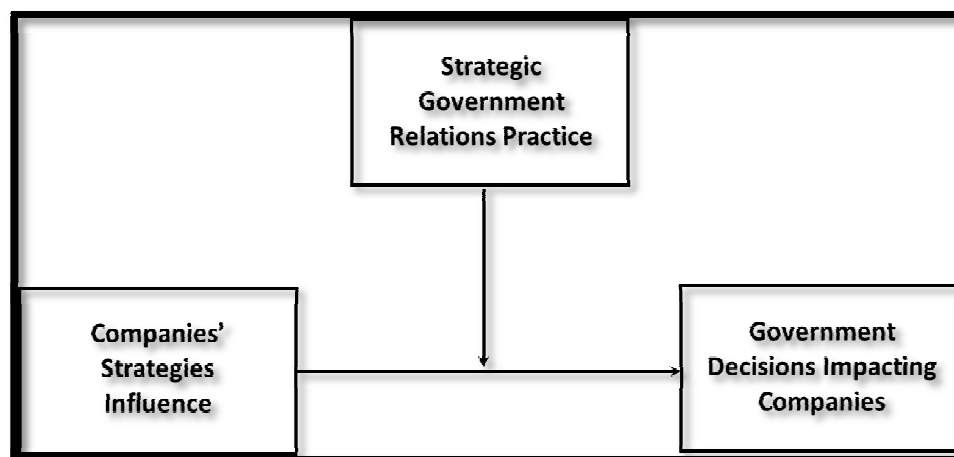 Strategic
Government
Relations Practice
Companies’
Strategies
Influence
Government
Decisions Impacting
Companies